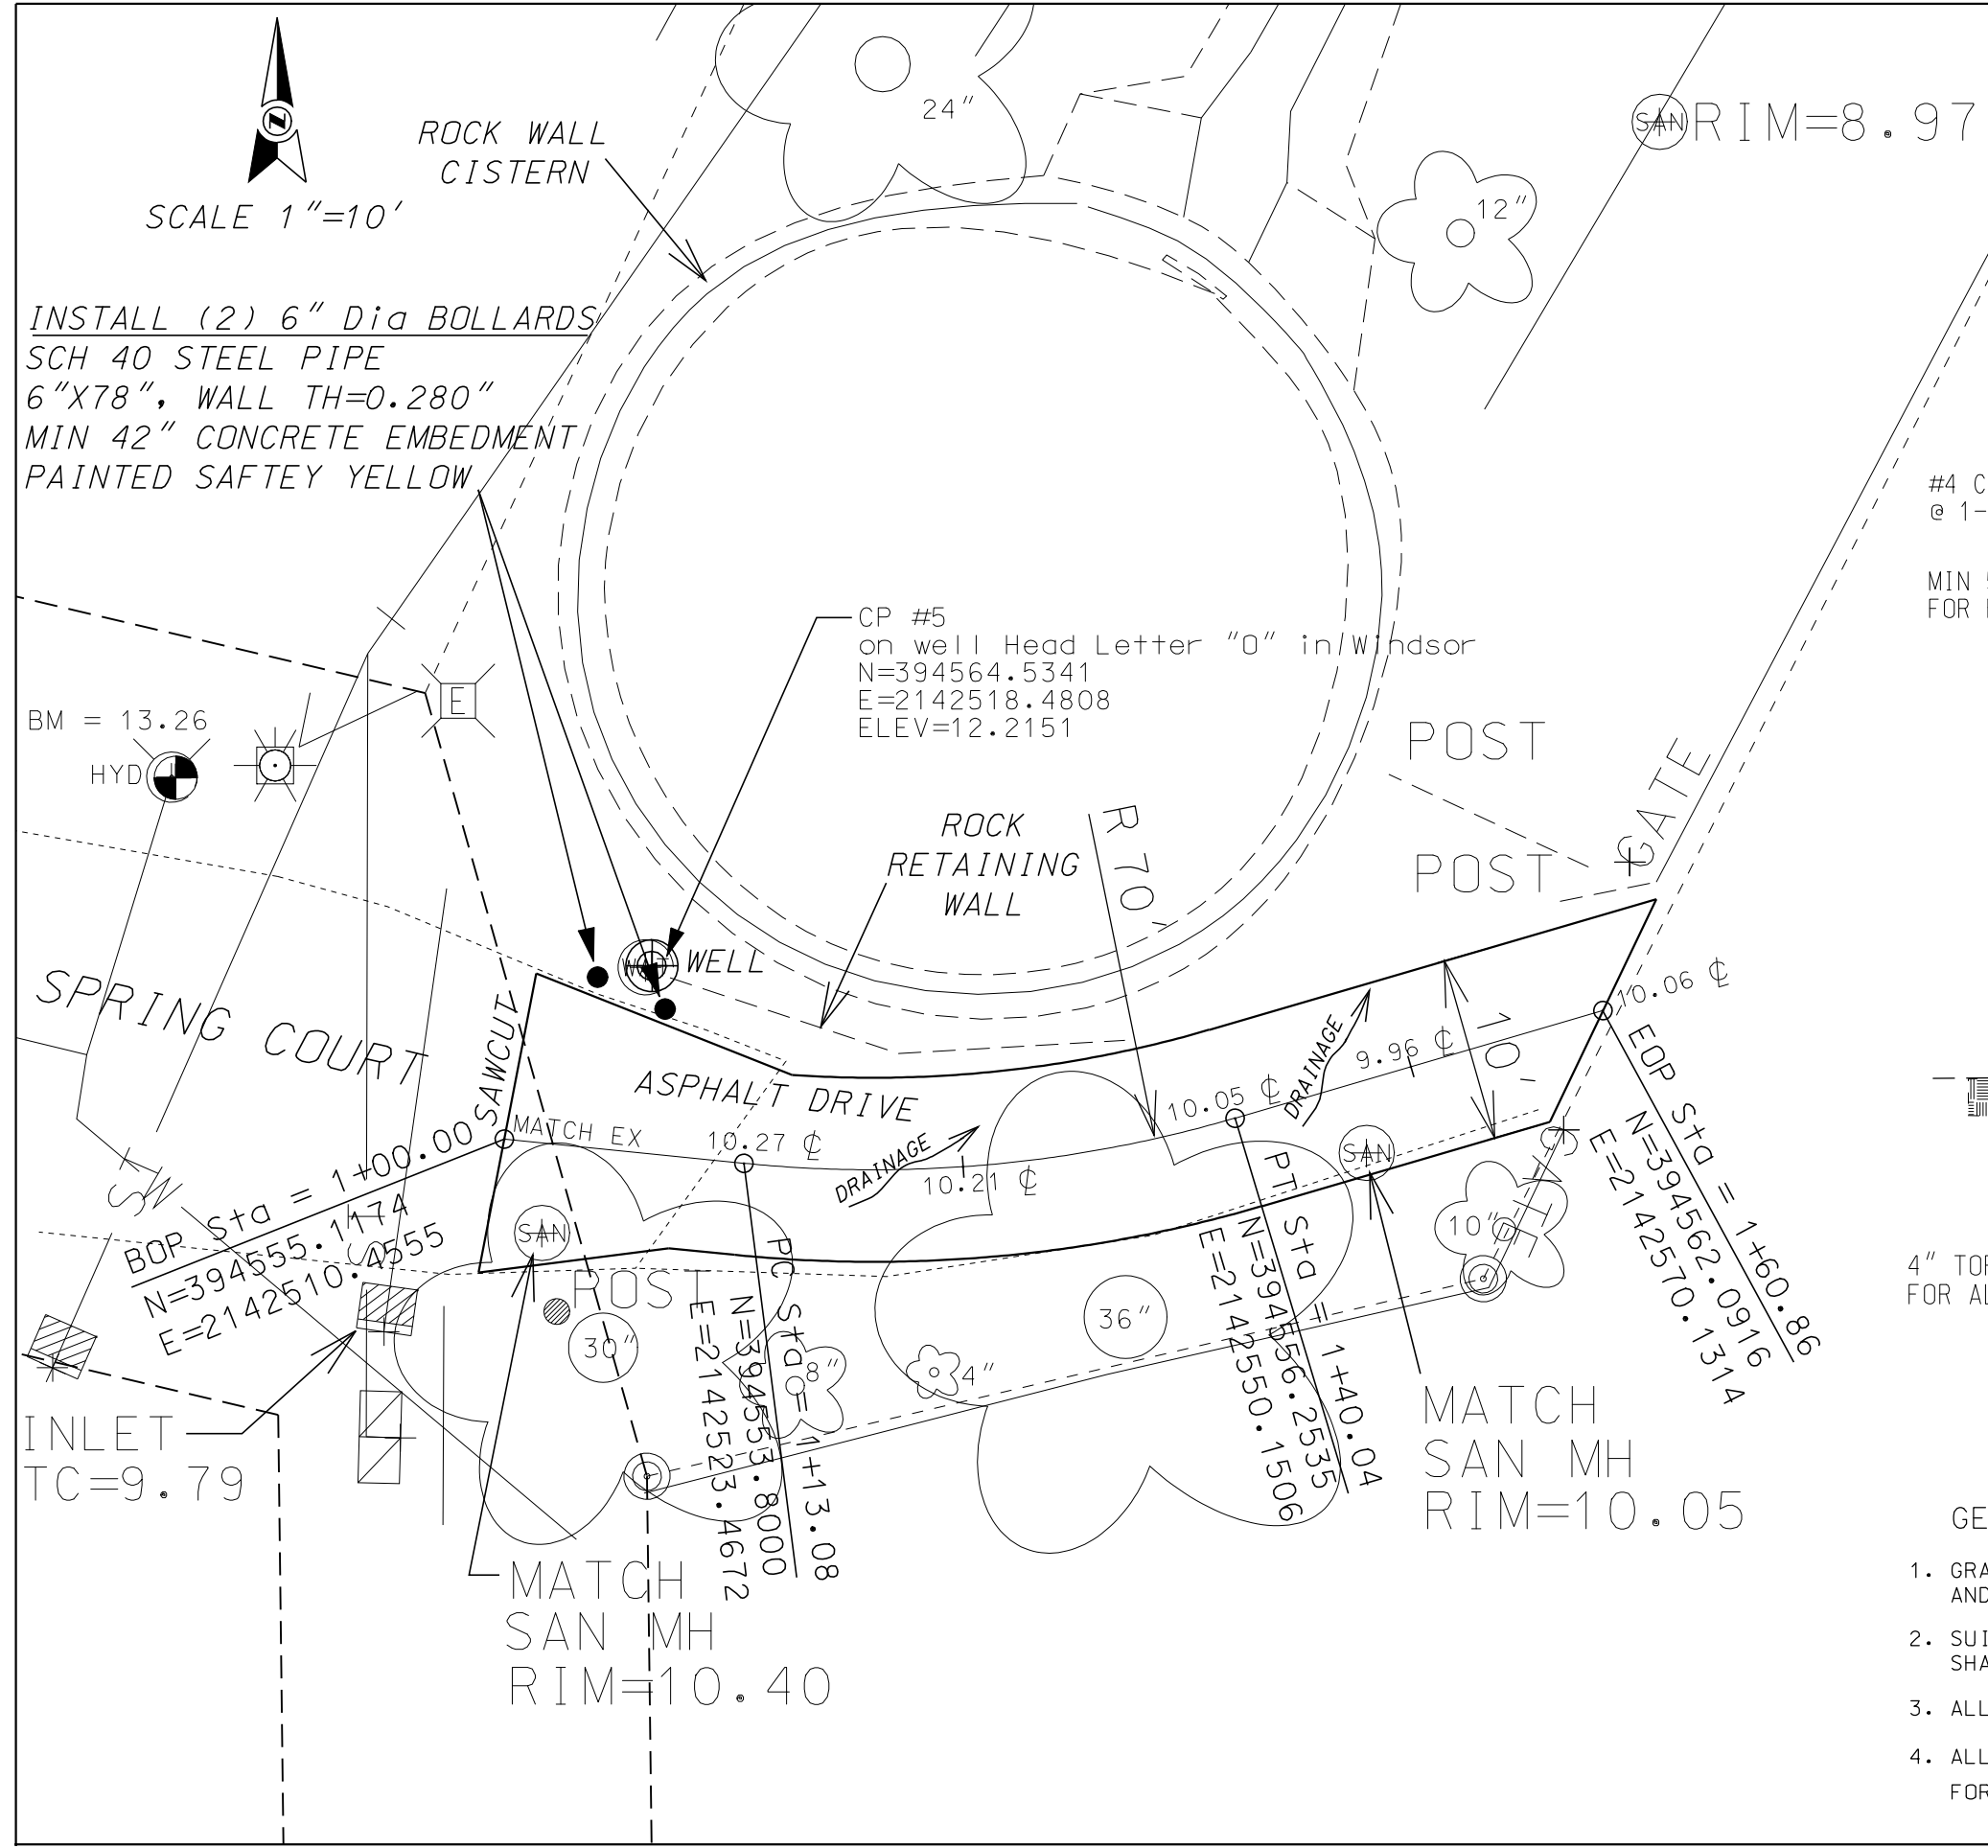 24"
SAN RIM=8.97
N
ROCK WALL
CISTERN
SCALE 1"=10'
12"
INSTALL (2) 6" Dia BOLLARDS
SCH 40 STEEL PIPE
6"X78", WALL TH=0.280"
MIN 42" CONCRETE EMBEDMENT
PAINTED SAFTEY YELLOW
#4 C
@ 1-
MIN
FOR
CP #5
on well Head Letter "O" in Windsor
N=394564.5341
E=2142518.4808
ELEV=12.2151
E
BM = 13.26
HYD
POST
GATE
ROCK
RETAINING
WALL
R 70'
POST
WAT WELL
SPRING COURT
SAWCUT
ASPHALT DRIVE
MATCH EX
10.27 ℄
DRAINAGE
10.21 ℄
10.05 ℄
DRAINAGE
9.96 ℄
10'
10.06 ℄
EOP Sta = 1+60.86
N=394562.0916
E=2142570.1314
SAN
BOP Sta = 1+00.00
N=394555.1174
E=2142510.4555
SAN
POST
30"
PC Sta = 1+13.08
N=394553.8000
E=2142523.4672
8"
4"
36"
PT Sta = 1+40.04
N=394556.2535
E=2142550.1506
10"
4" TOP
FOR AL
INLET
TC=9.79
MATCH
SAN MH
RIM=10.05
MATCH
SAN MH
RIM=10.40
GE
1. GRA
AND
2. SUI
SHA
3. ALL
4. ALL
FOR